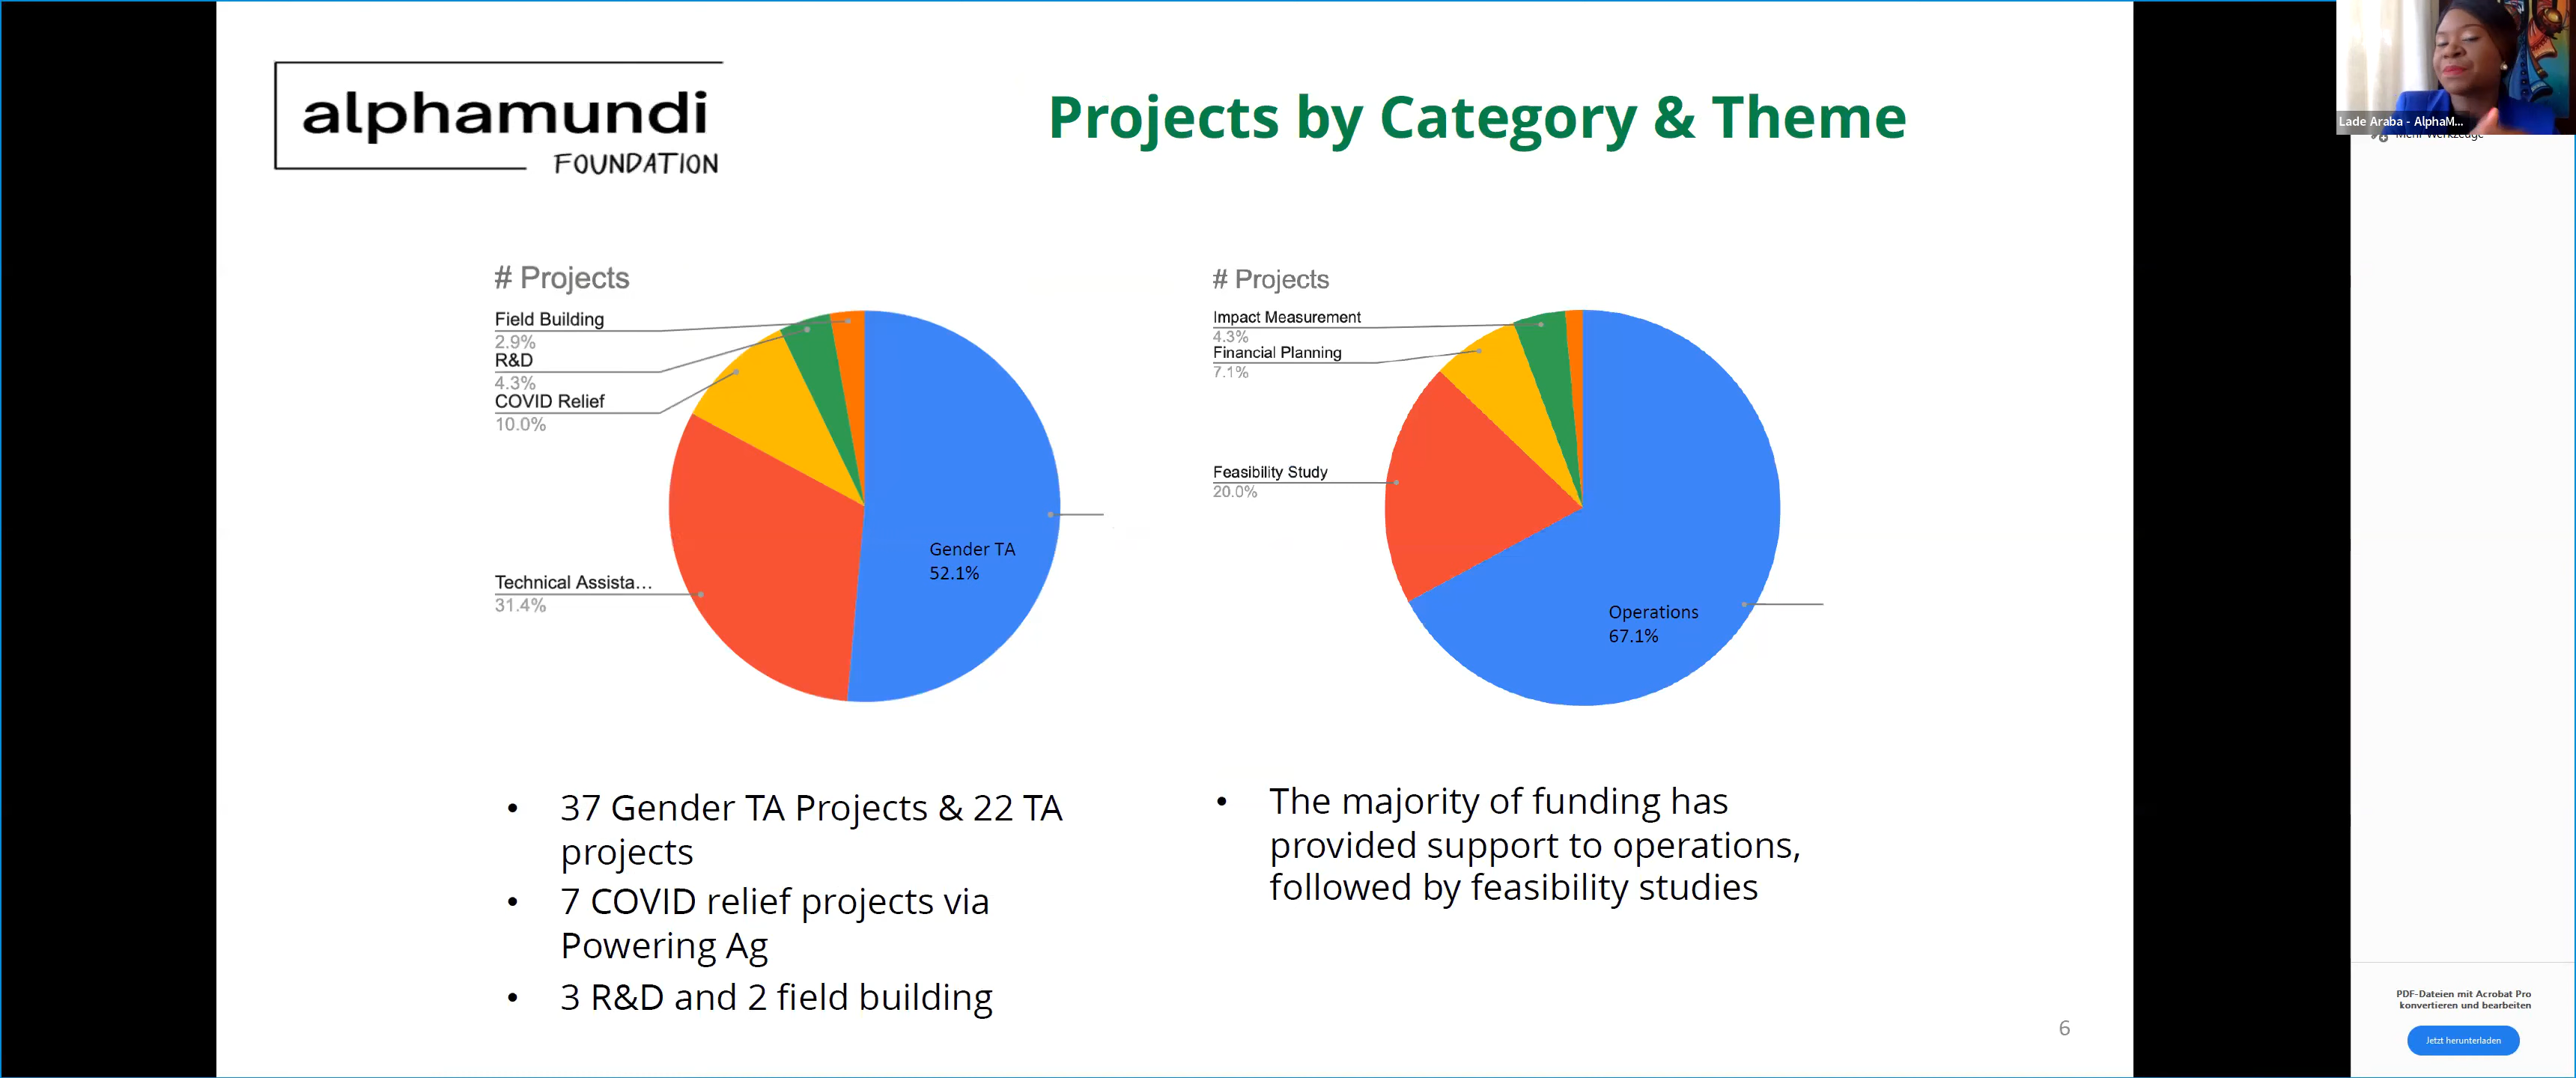 alphamundi
FOUNDATION
Projects by Category & Theme
# Projects
Field Building
2.9%
R&D
4.3%
COVID Relief
10.0%
Technical Assista...
31.4%
Gender TA
52.1%
# Projects
Impact Measurement
4.3%
Financial Planning
7.1%
Feasibility Study
20.0%
Operations
67.1%
• 37 Gender TA Projects & 22 TA
projects
• 7 COVID relief projects via
Powering Ag
• 3 R&D and 2 field building
• The majority of funding has
provided support to operations,
followed by feasibility studies
6
Lade Araba - AlphaM...
Mehr Werkzeuge
PDF-Dateien mit Acrobat Pro
konvertieren und bearbeiten
Jetzt herunterladen